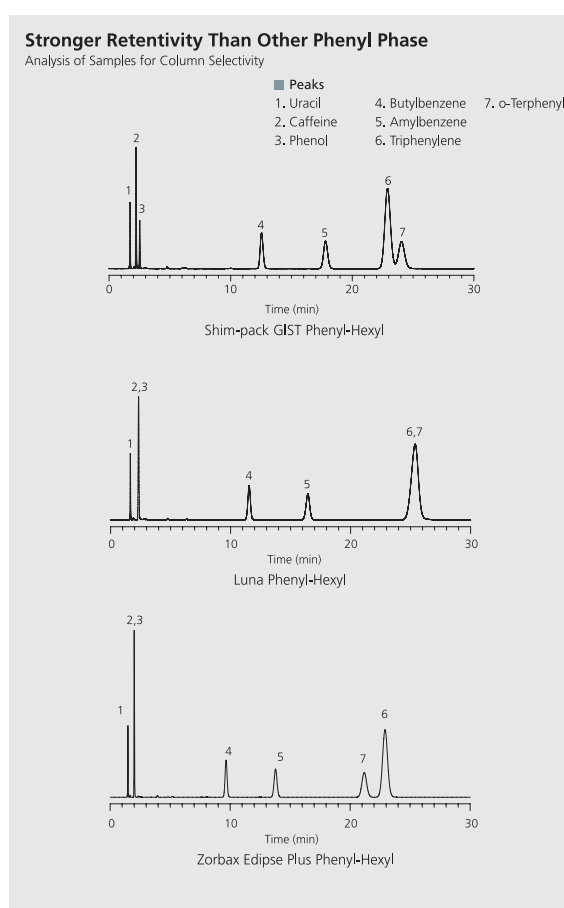 Stronger Retentivity Than Other Phenyl Phase
Analysis of Samples for Column Selectivity
Peaks
1. Uracil 4. Butylbenzene 7. o-Terphenyl
2. Caffeine 5. Amylbenzene
3. Phenol 6. Triphenylene
2
1
3
4
5
6
7
0 10 20 30
Time (min)
Shim-pack GIST Phenyl-Hexyl
2,3
1
4
5
6,7
0 10 20 30
Time (min)
Luna Phenyl-Hexyl
2,3
1
4
5
7
6
0 10 20 30
Time (min)
Zorbax Edipse Plus Phenyl-Hexyl